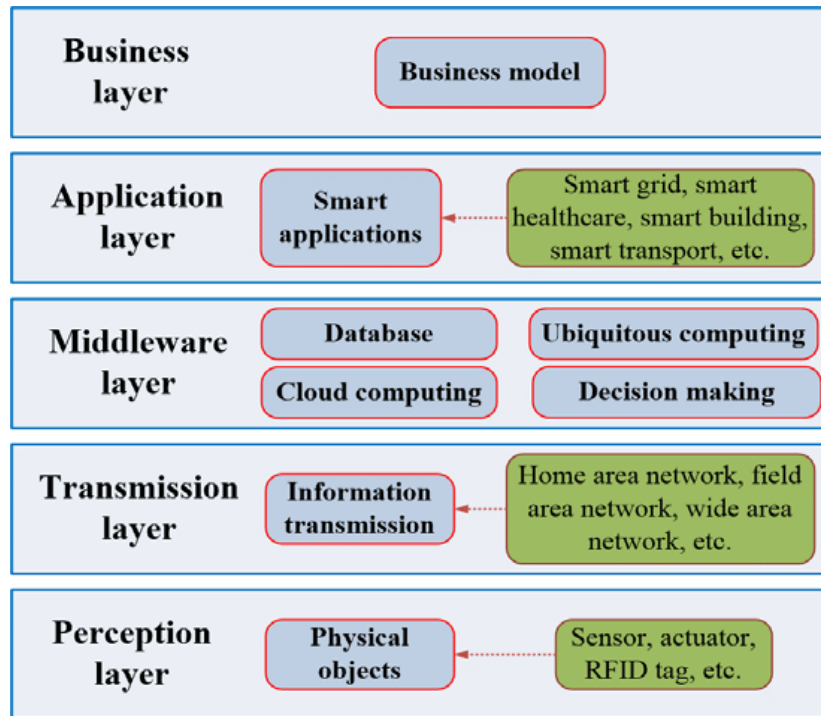 Business
layer
Business model
Application
layer
Smart
applications
Smart grid, smart
healthcare, smart building,
smart transport, etc.
Middleware
layer
Database
Ubiquitous computing
Cloud computing
Decision making
Transmission
layer
Information
transmission
Home area network, field
area network, wide area
network, etc.
Perception
layer
Physical
objects
Sensor, actuator,
RFID tag, etc.